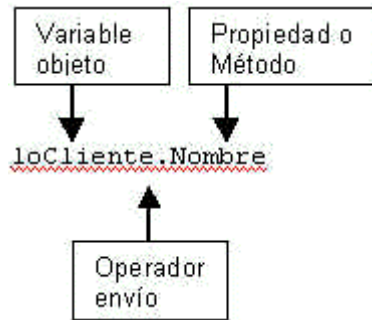 Variable
objeto
Propiedad o
Método
loCliente.Nombre
Operador
envío